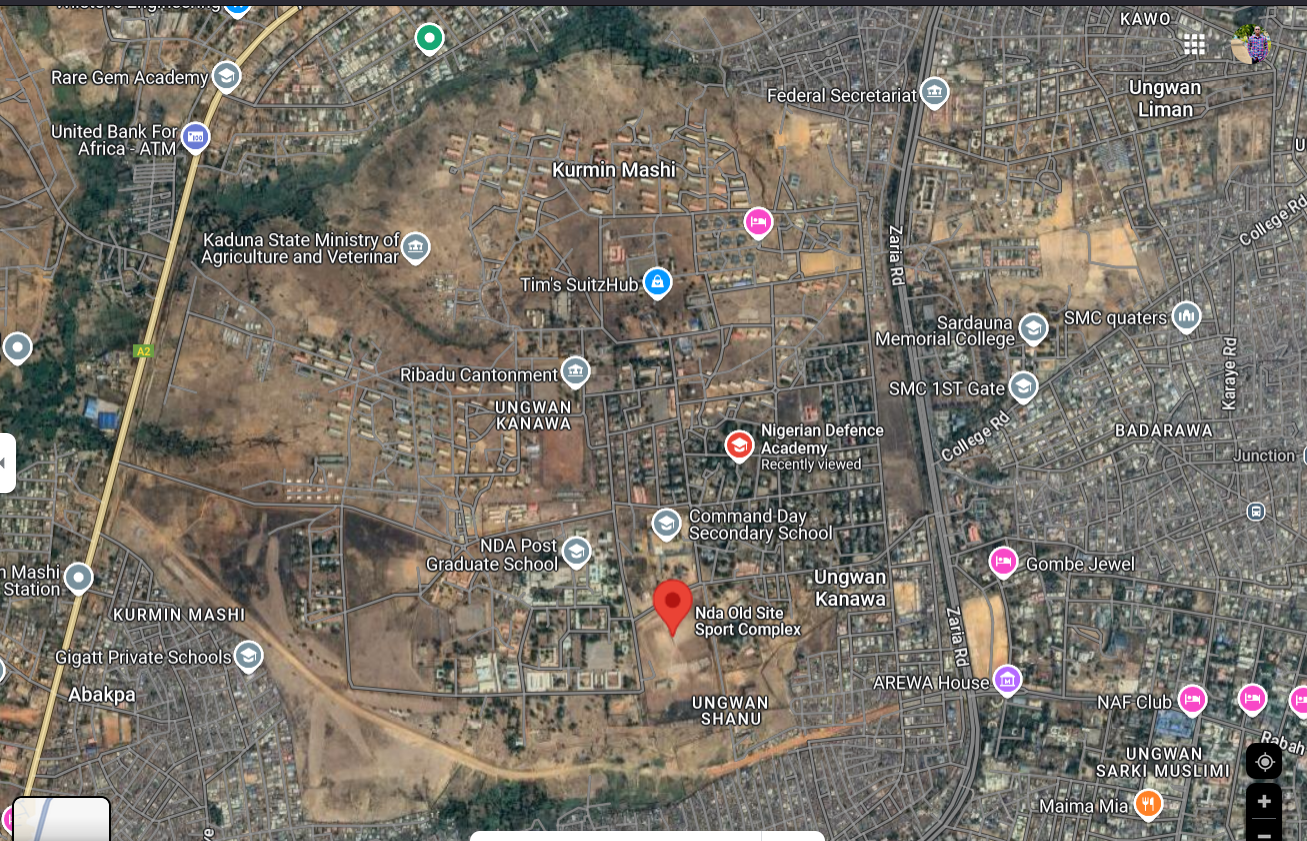 KAWO
Rare Gem Academy
Federal Secretariat
Ungwan
Liman
United Bank For
Africa - ATM
Kurmin Mashi
College Rd
Kaduna State Ministry of
Agriculture and Veterinar
Zaria Rd
Tim's SuitzHub
Sardauna
Memorial College
SMC quaters
A2
Karaye Rd
Ribadu Cantonment
SMC 1ST Gate
UNGWAN
KANAWA
College Rd
BADARAWA
Nigerian Defence
Academy
Recently viewed
Junction
Command Day
Secondary School
NDA Post
Graduate School
Gombe Jewel
n Mashi
Station
Ungwan
Kanawa
KURMIN MASHI
Nda Old Site
Sport Complex
Zaria Rd
Gigatt Private Schools
AREWA House
Abakpa
UNGWAN
SHANU
NAF Club
Rabah
UNGWAN
SARKI MUSLIMI
Maima Mia